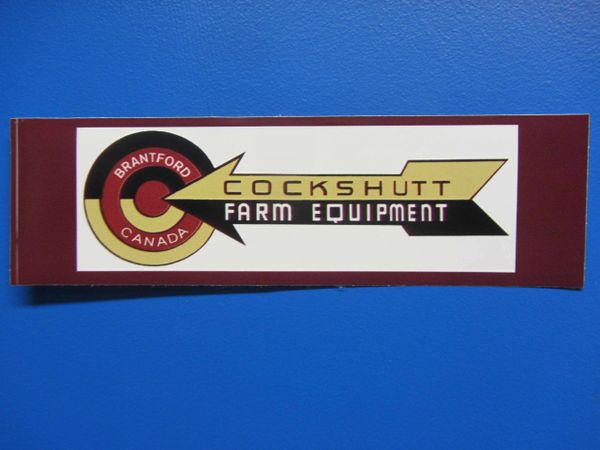 BRANTFORD
CANADA
COCKSHUTT
FARM EQUIPMENT